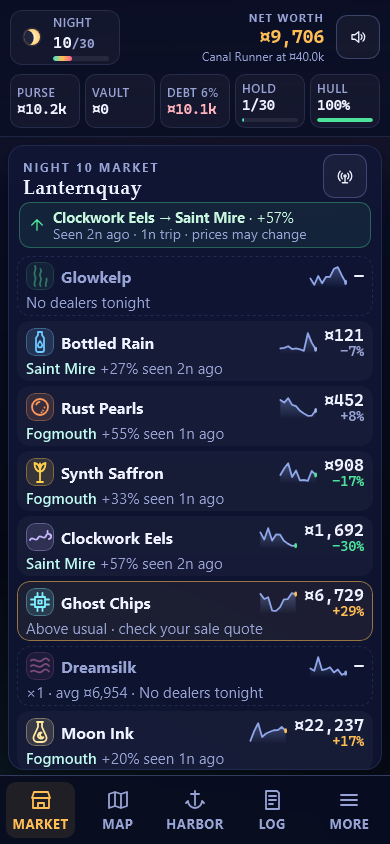 NIGHT
10/30
NET WORTH
¤9,706
Canal Runner at ¤40.0k
PURSE
¤10.2k
VAULT
¤0
DEBT 6%
¤10.1k
HOLD
1/30
HULL
100%
NIGHT 10 MARKET
Lanternquay
Clockwork Eels → Saint Mire · +57%
Seen 2n ago · 1n trip · prices may change
Glowkelp
–
No dealers tonight
Bottled Rain
¤121
−7%
Saint Mire +27% seen 2n ago
Rust Pearls
¤452
+8%
Fogmouth +55% seen 1n ago
Synth Saffron
¤908
−17%
Fogmouth +33% seen 1n ago
Clockwork Eels
¤1,692
−30%
Saint Mire +57% seen 2n ago
Ghost Chips
¤6,729
+29%
Above usual · check your sale quote
Dreamsilk
–
×1 · avg ¤6,954 · No dealers tonight
Moon Ink
¤22,237
+17%
Fogmouth +20% seen 1n ago
MARKET
MAP
HARBOR
LOG
MORE